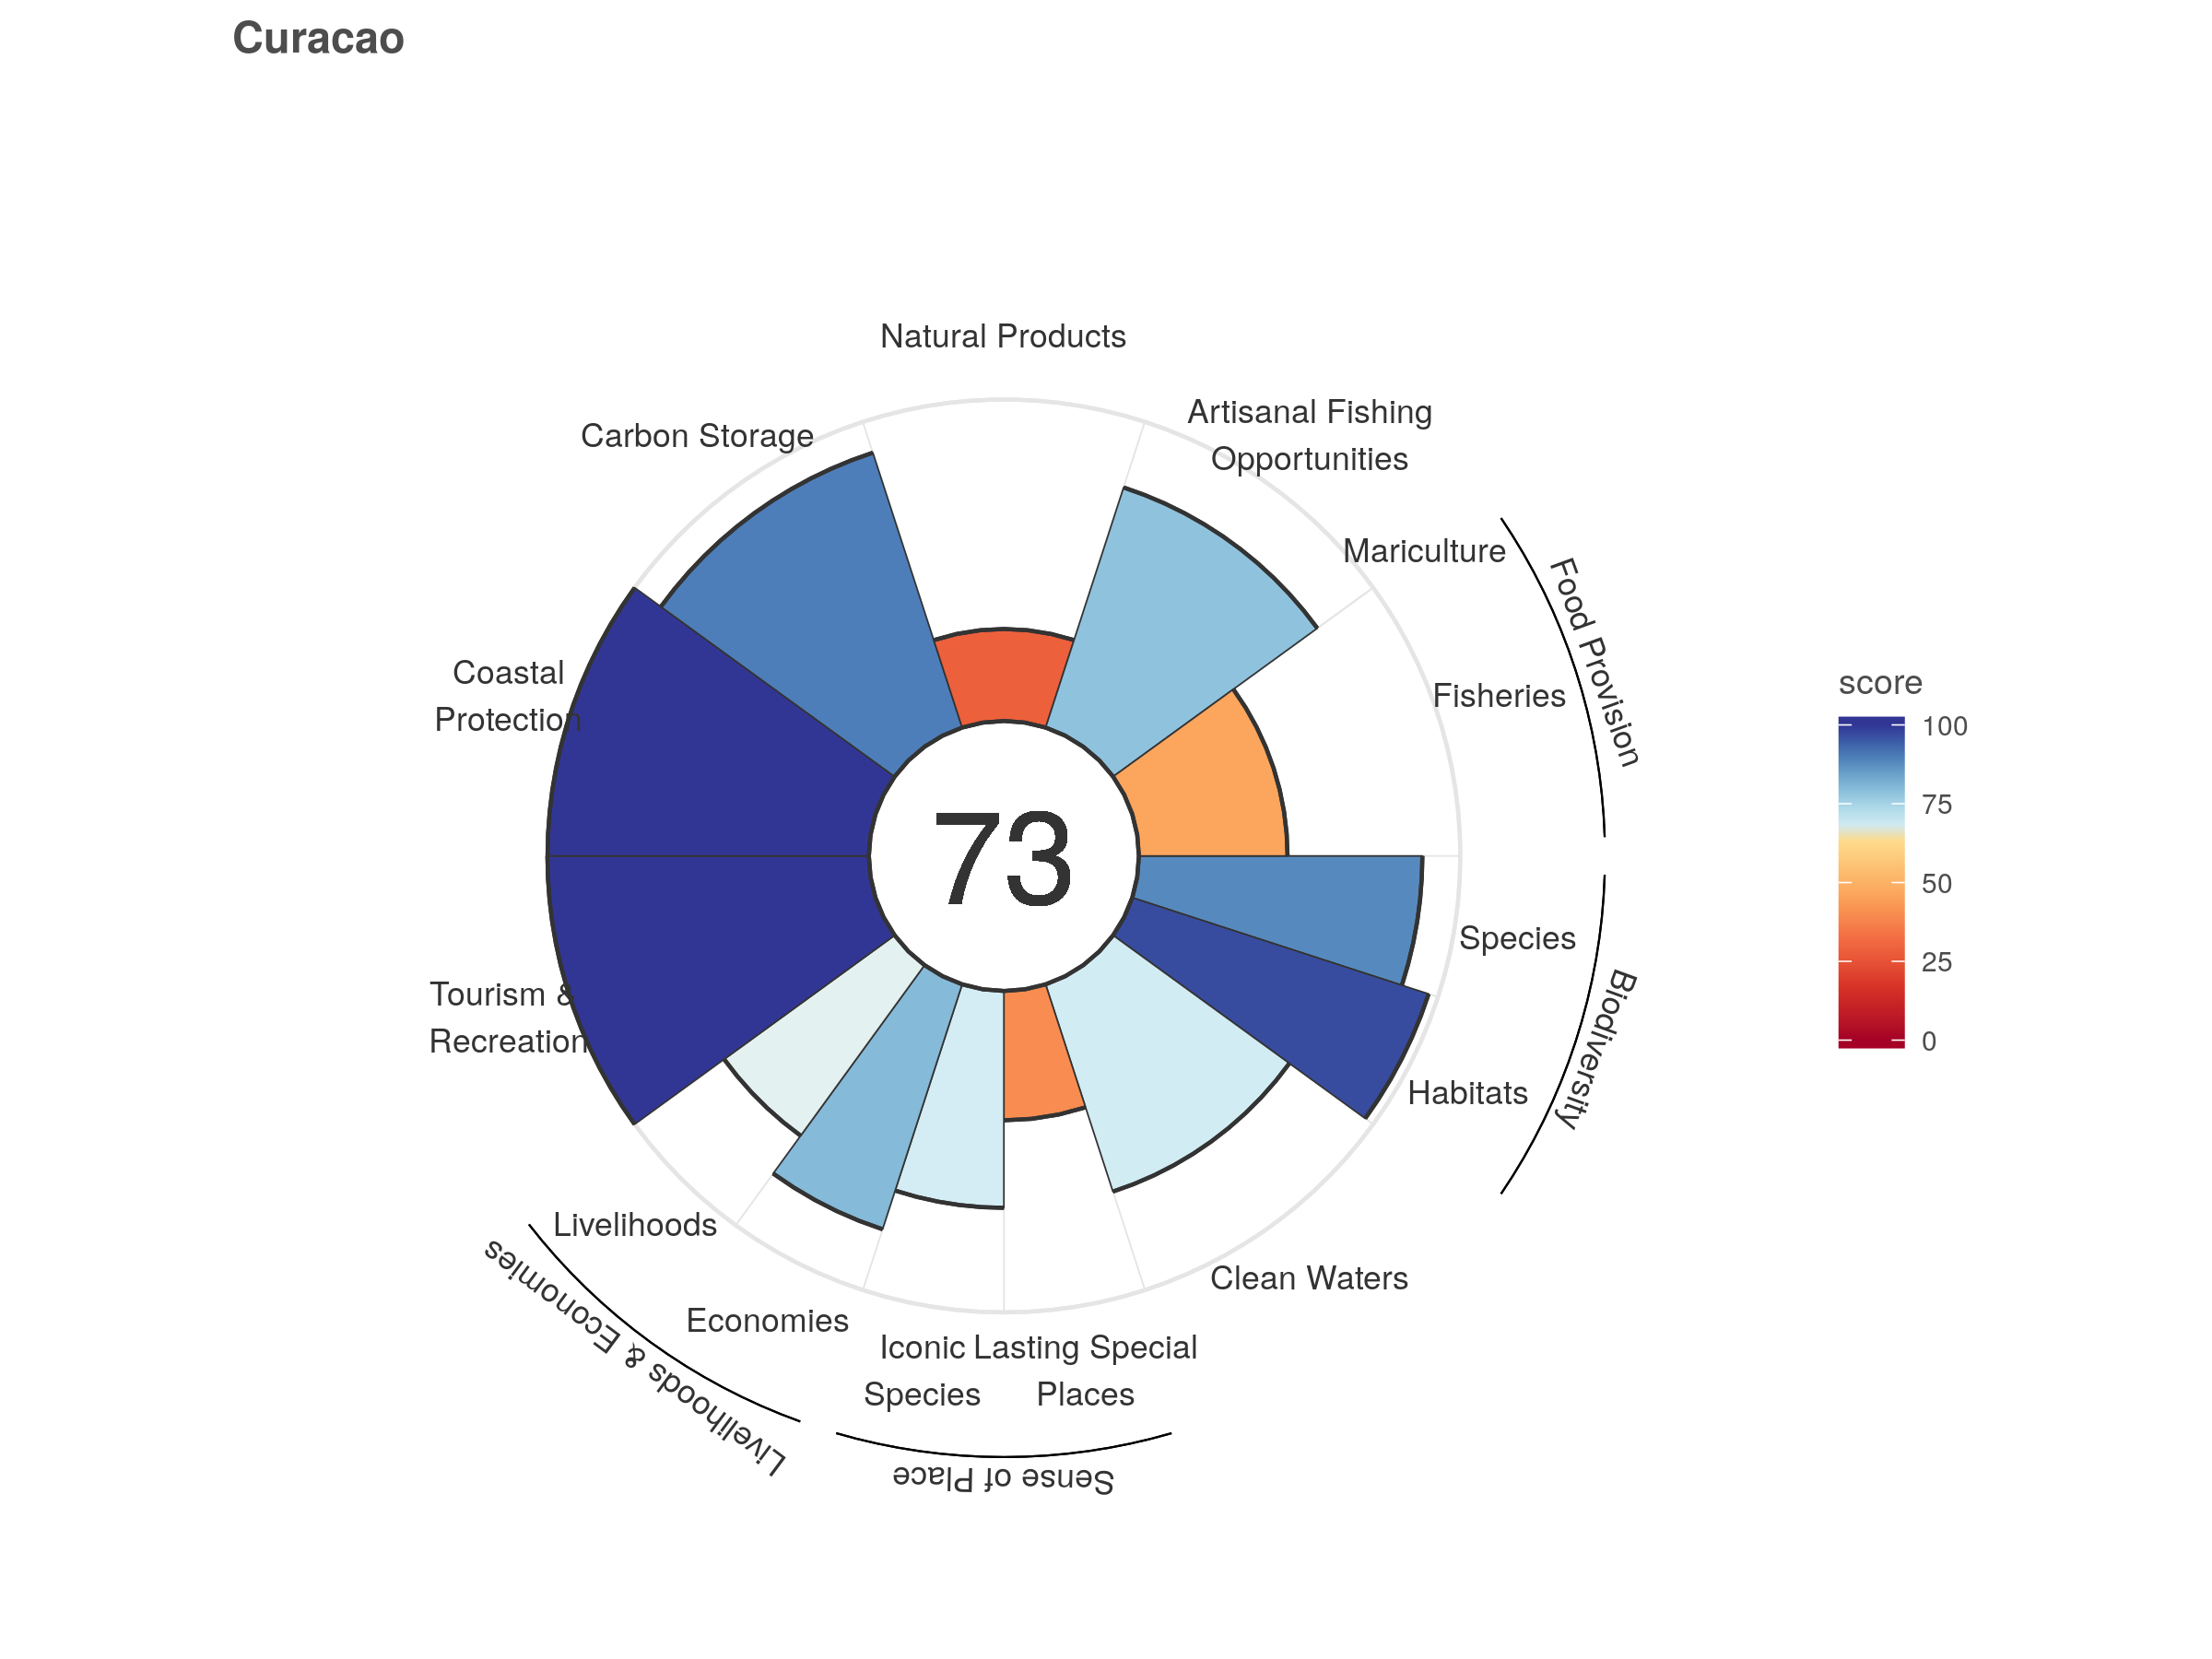 Curacao
Natural Products
Artisanal Fishing
Opportunities
Carbon Storage
Mariculture
Food Provision
Fisheries
Coastal
Protection
score
100
75
50
25
0
73
Species
Biodiversity
Tourism &
Recreation
Habitats
Livelihoods
Clean Waters
Economies
Livelihoods & Economies
Iconic
Species
Lasting Special
Places
Sense of Place